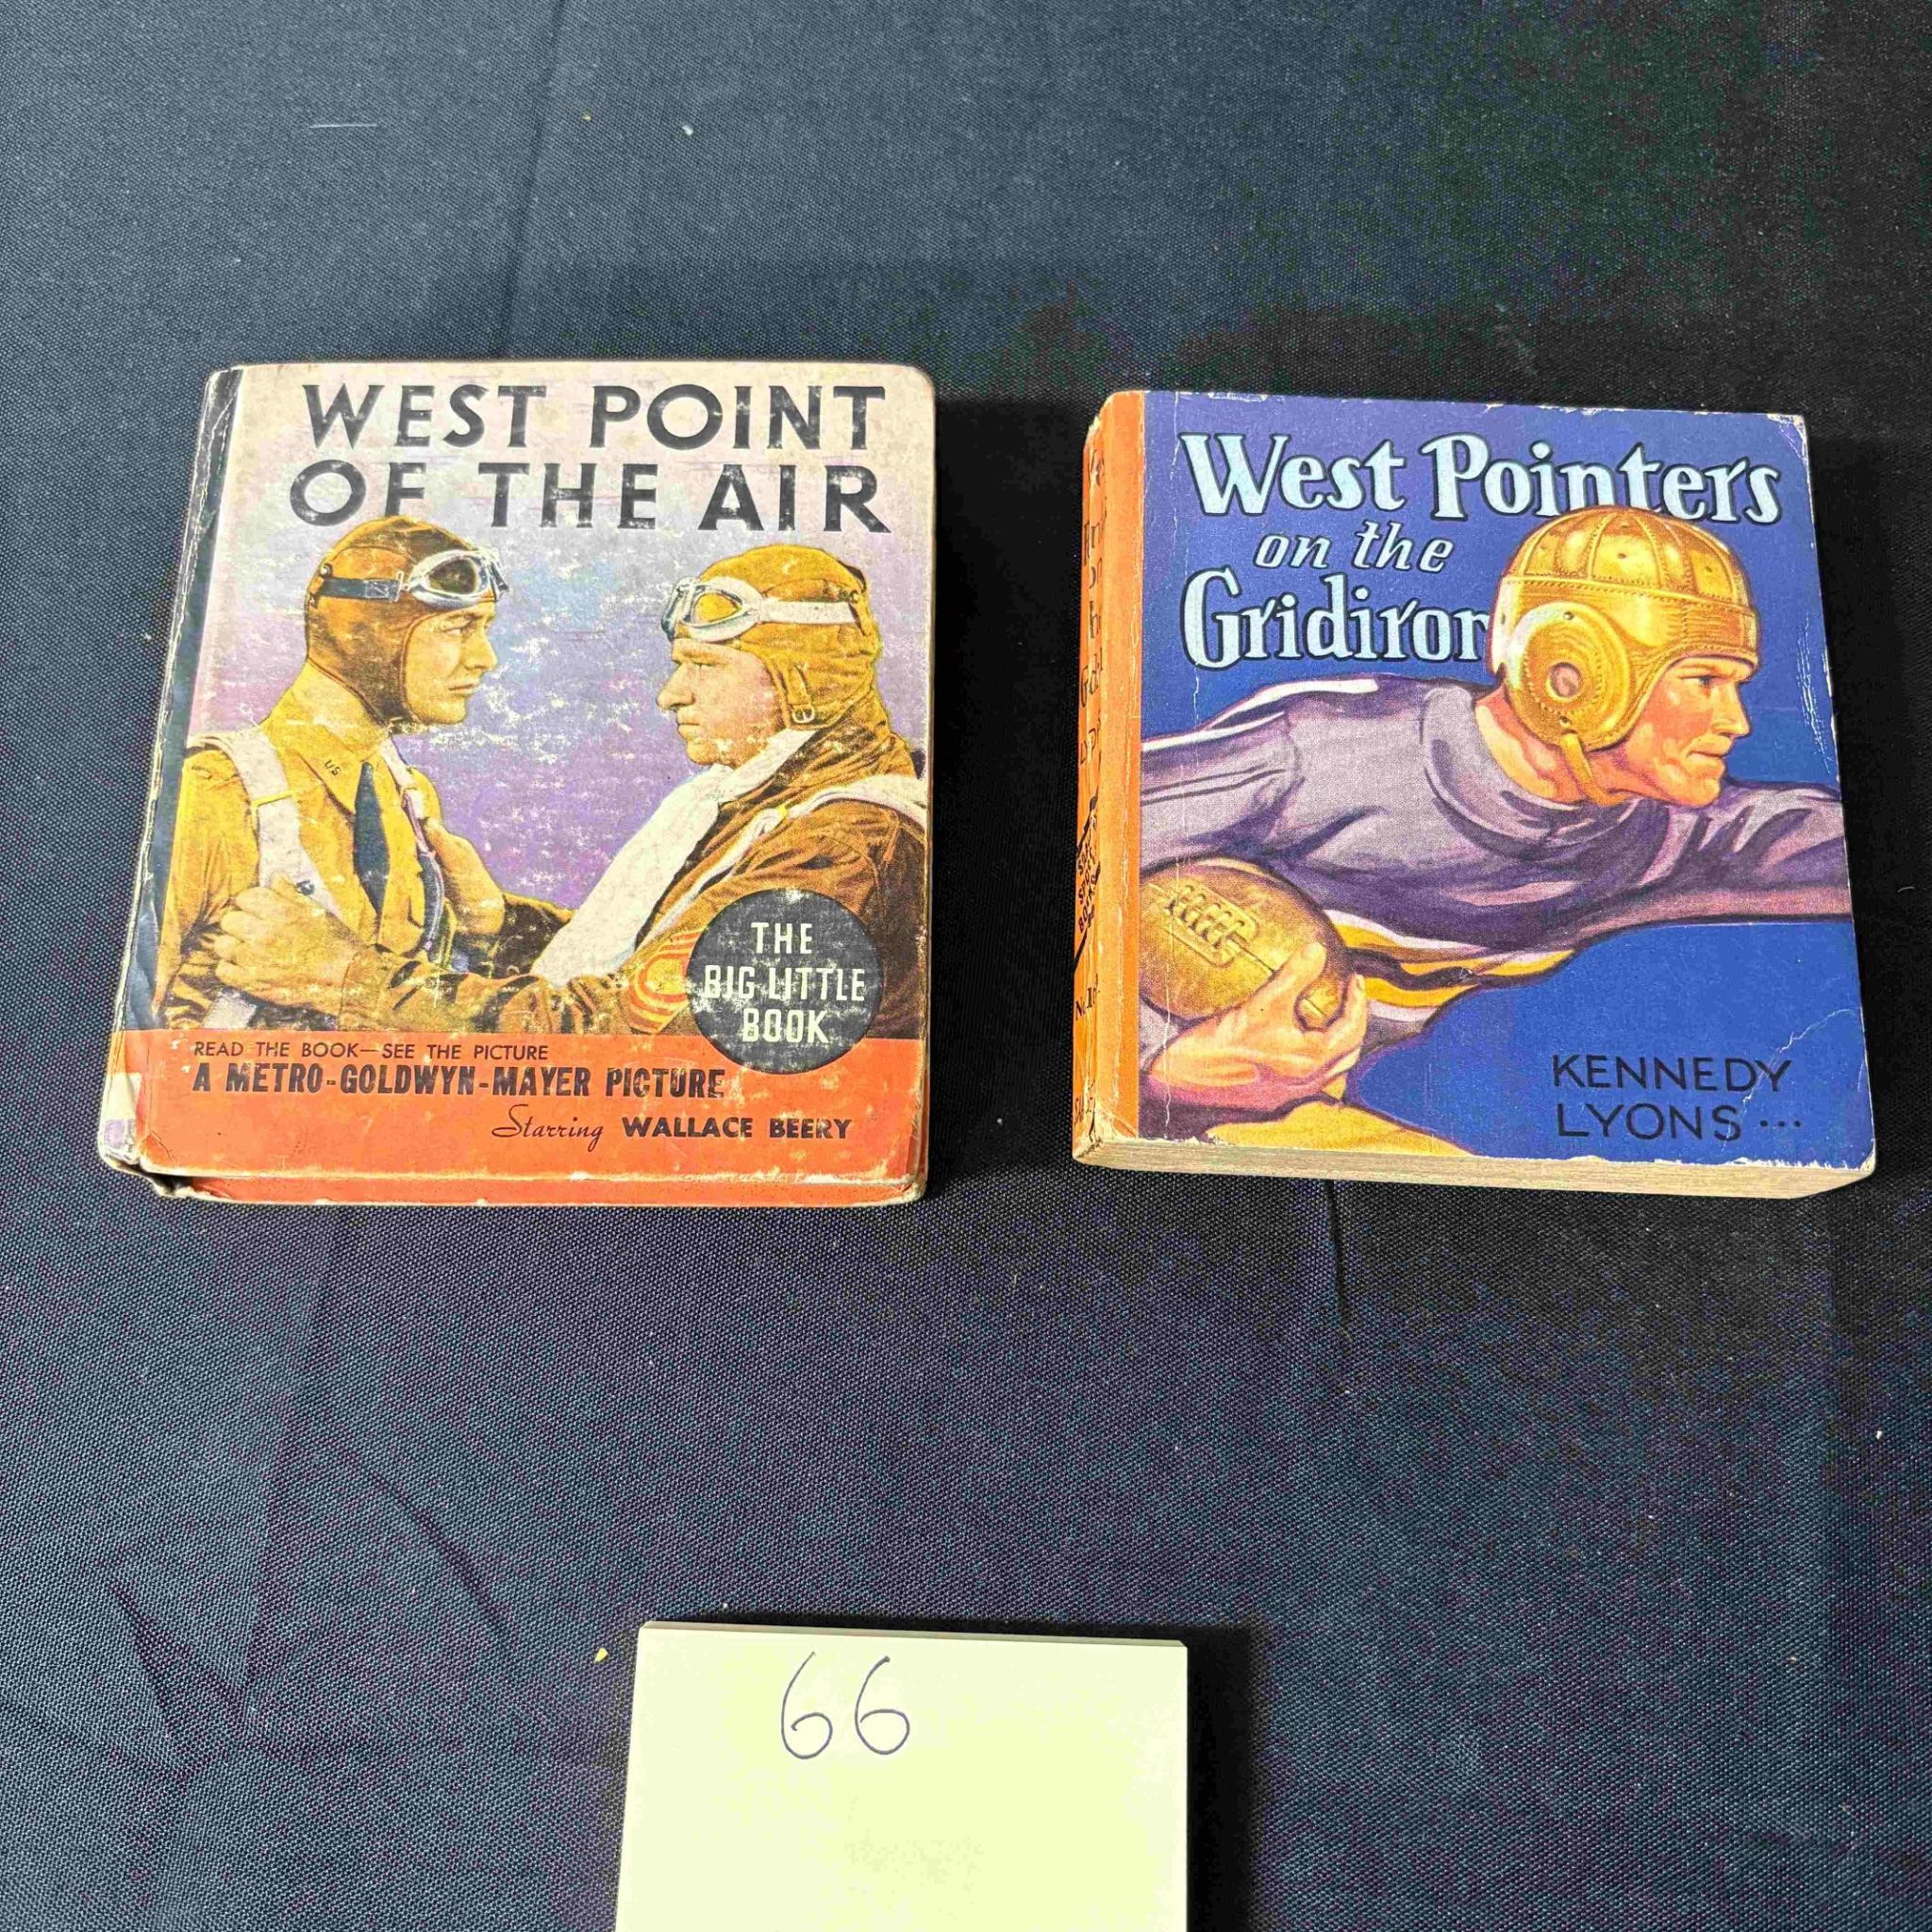 WEST POINT
OF THE AIR
US
THE
BIG LITTLE
BOOK
READ THE BOOK—SEE THE PICTURE
A METRO-GOLDWYN-MAYER PICTURE
Starring WALLACE BEERY
West Pointers
on the
Gridiron
KENNEDY
LYONS...
66